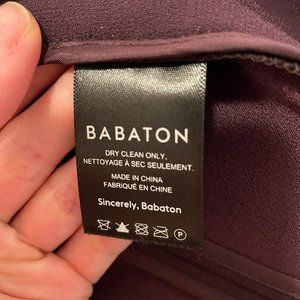 BABATON
DRY CLEAN ONLY.
NETTOYAGE À SEC SEULEMENT.
MADE IN CHINA
FABRIQUÉ EN CHINE
Sincerely, Babaton
P